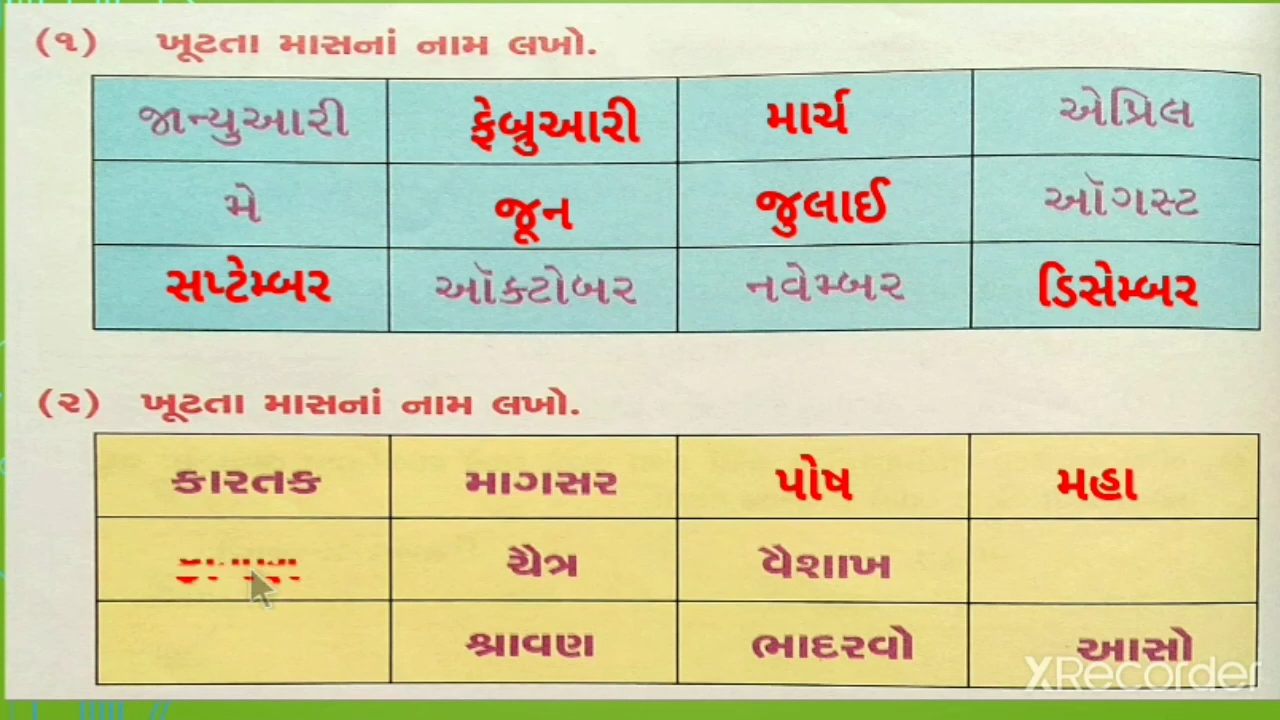 (૧) ખૂટતા માસનાં નામ લખો.
જાન્યુઆરી ફેબ્રુઆરી માર્ચ એપ્રિલ
મે જૂન જુલાઈ ઑગસ્ટ
સપ્ટેમ્બર ઑક્ટોબર નવેમ્બર ડિસેમ્બર
(૨) ખૂટતા માસનાં નામ લખો.
કારતક માગસર પોષ મહા
ચૈત્ર વૈશાખ
શ્રાવણ ભાદરવો આસો
XRecorder